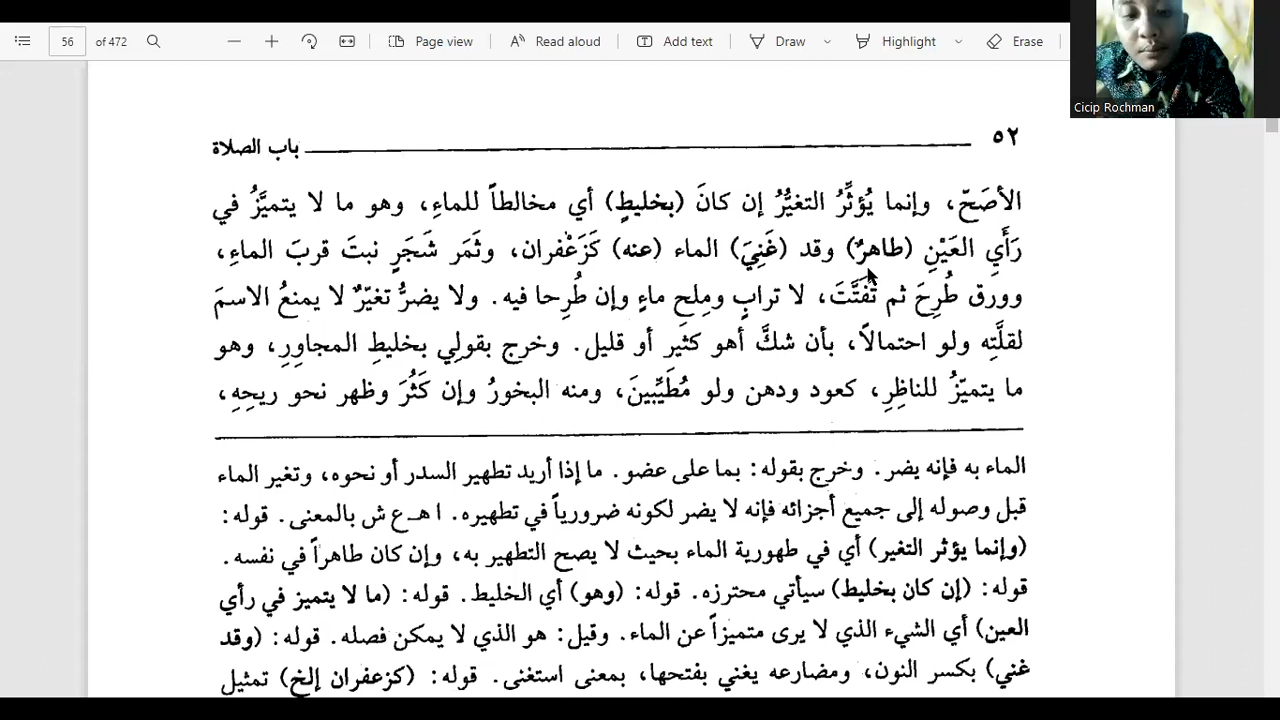 56 of 472 Page view Read aloud Add text Draw Highlight Erase
Cicip Rochman
٥٢ باب الصلاة
الأصَحّ، وإنما يُؤثِّرُ التغيُّرُ إن كانَ (بخليطٍ) أي مخالطاً للماءِ، وهو ما لا يتميَّزُ في
رَأَيِ العَيْنِ (طاهرٌ) وقد (غَنِيَ) الماء (عنه) كَزَعْفران، وثَمَر شَجَرٍ نبتَ قربَ الماءِ،
وورق طُرِحَ ثم تَفَتَّتَ، لا ترابٍ ومِلحِ ماءٍ وإن طُرِحا فيه. ولا يضرُّ تغيّرٌ لا يمنعُ الاسمَ
لقلَّتِه ولو احتمالاً، بأن شكَّ أهو كثير أو قليل. وخرج بقولِي بخليطِ المجاوِرِ، وهو
ما يتميّزُ للناظِرِ، كعود ودهن ولو مُطَيَّبينَ، ومنه البخورُ وإن كَثُرَ وظهر نحو ريحِهِ،
الماء به فإنه يضر. وخرج بقوله: بما على عضو. ما إذا أريد تطهير السدر أو نحوه، وتغير الماء
قبل وصوله إلى جميع أجزائه فإنه لا يضر لكونه ضرورياً في تطهيره. ا هـ ع ش بالمعنى. قوله:
(وإنما يؤثر التغير) أي في طهورية الماء بحيث لا يصح التطهير به، وإن كان طاهراً في نفسه.
قوله: (إن كان بخليط) سيأتي محترزه. قوله: (وهو) أي الخليط. قوله: (ما لا يتميز في رأي
العين) أي الشيء الذي لا يرى متميزاً عن الماء. وقيل: هو الذي لا يمكن فصله. قوله: (وقد
غني) بكسر النون، ومضارعه يغني بفتحها، بمعنى استغنى. قوله: (كزعفران إلخ) تمثيل